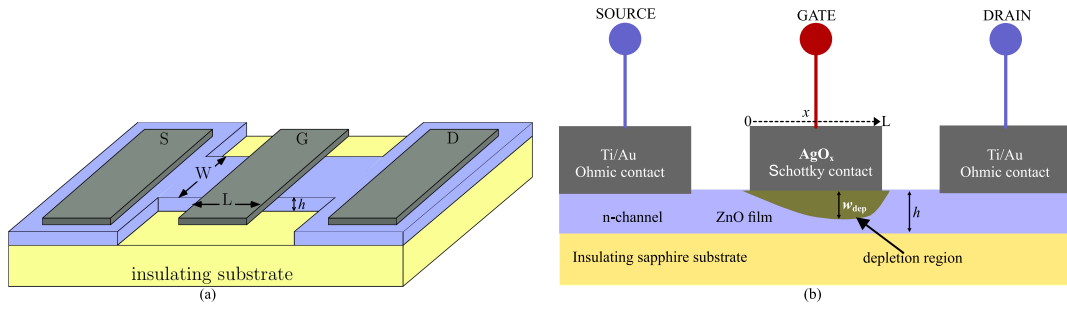 S
G
D
W
L
h
insulating substrate
(a)
SOURCE
GATE
DRAIN
0
x
L
Ti/Au
Ohmic contact
AgOₓ
Schottky contact
Ti/Au
Ohmic contact
n-channel
ZnO film
w_dep
h
Insulating sapphire substrate
depletion region
(b)